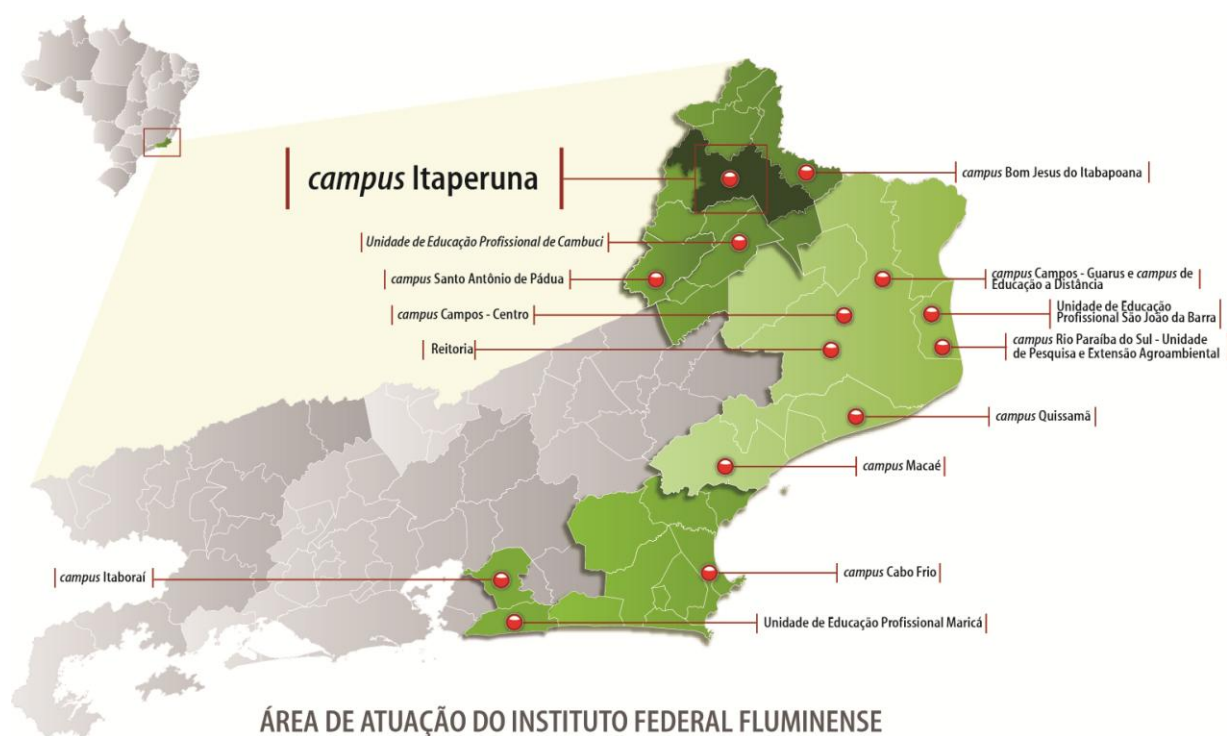 campus Itaperuna
campus Bom Jesus do Itabapoana
Unidade de Educação Profissional de Cambuci
campus Santo Antônio de Pádua
campus Campos - Guarus e campus de
Educação a Distância
campus Campos - Centro
Unidade de Educação
Profissional São João da Barra
Reitoria
campus Rio Paraíba do Sul - Unidade
de Pesquisa e Extensão Agroambiental
campus Quissamã
campus Macaé
campus Itaboraí
campus Cabo Frio
Unidade de Educação Profissional Maricá
ÁREA DE ATUAÇÃO DO INSTITUTO FEDERAL FLUMINENSE